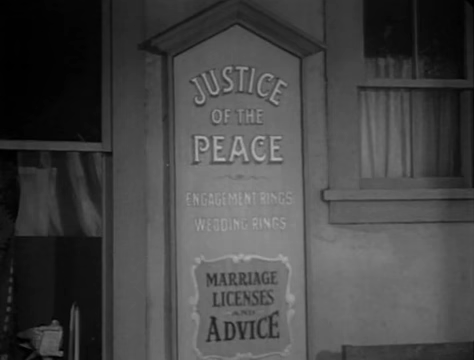 JUSTICE
OF THE
PEACE
ENGAGEMENT RINGS
WEDDING RINGS
MARRIAGE
LICENSES
AND
ADVICE